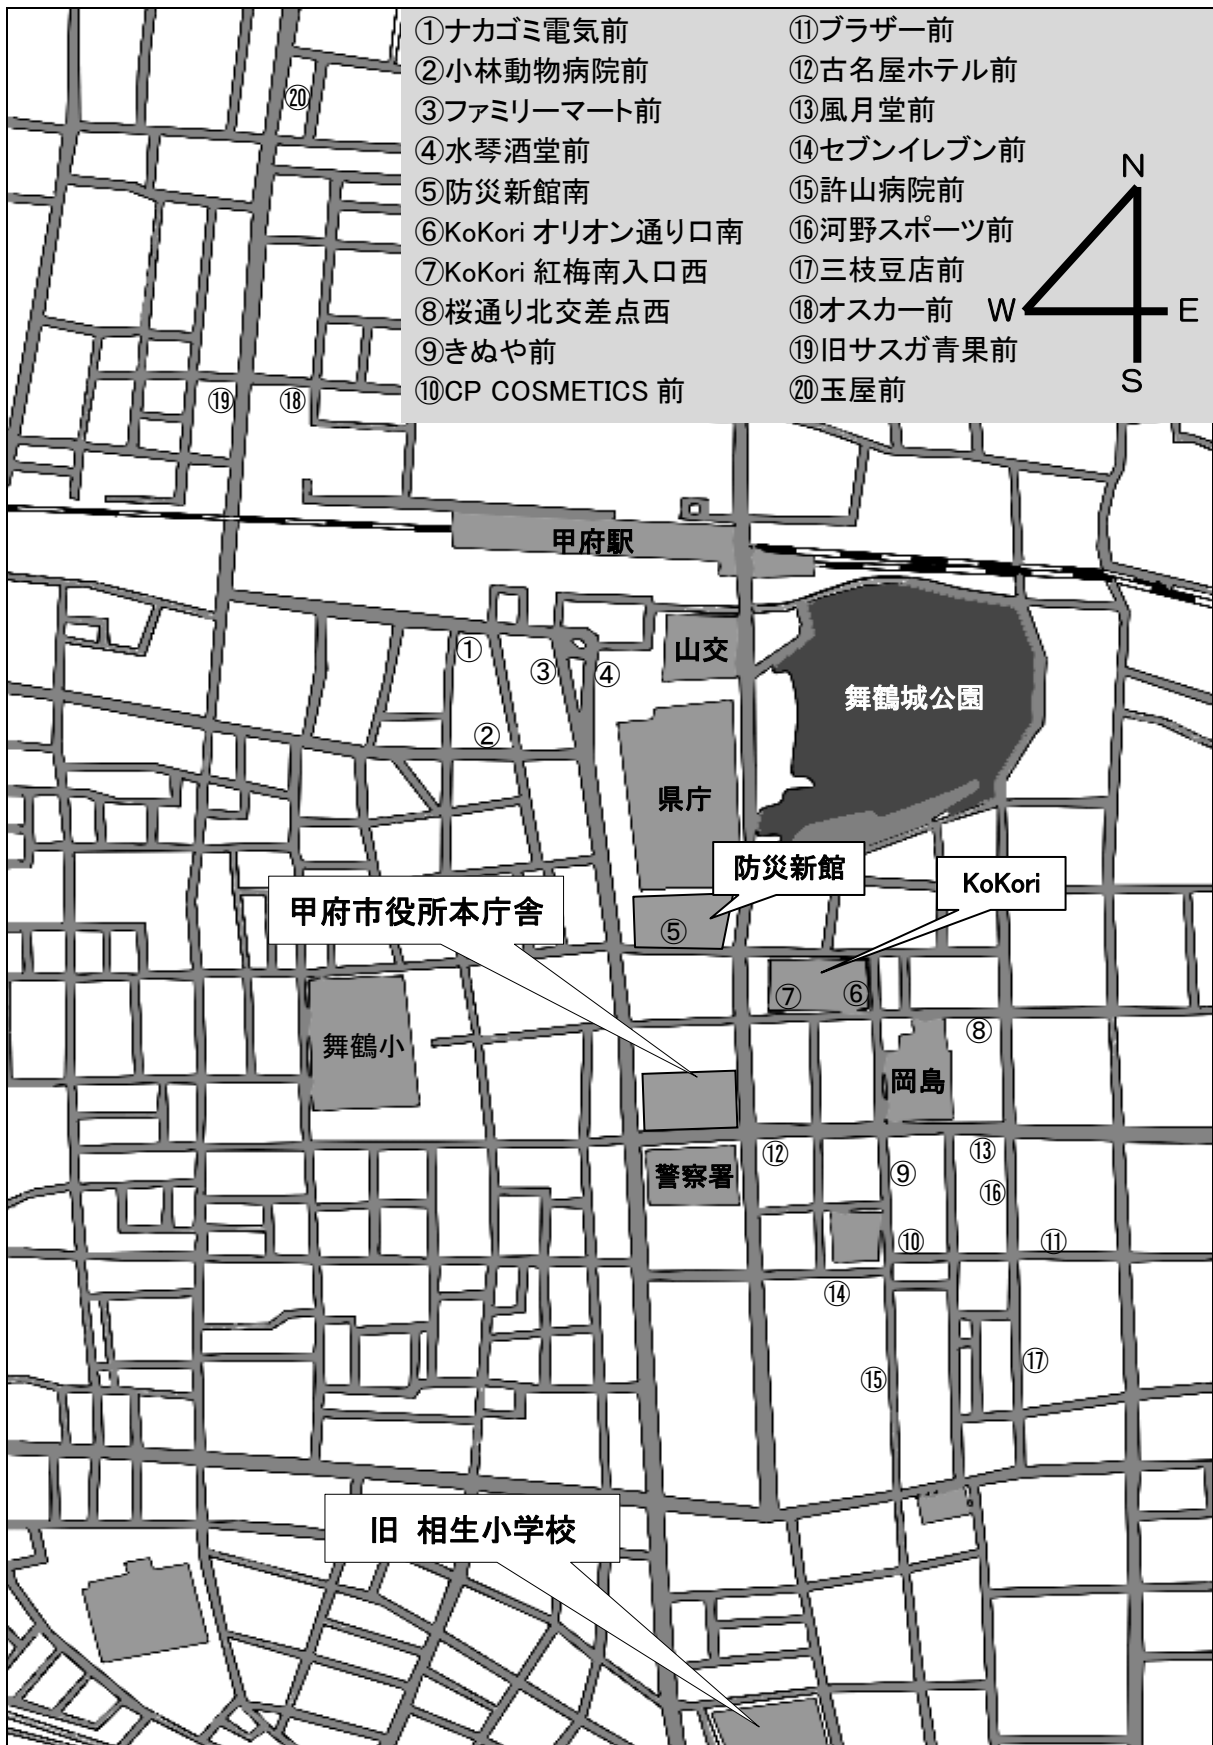 ①ナカゴミ電気前
②小林動物病院前
③ファミリーマート前
④水琴酒堂前
⑤防災新館南
⑥KoKori オリオン通り口南
⑦KoKori 紅梅南入口西
⑧桜通り北交差点西
⑨きぬや前
⑩CP COSMETICS 前
⑪ブラザー前
⑫古名屋ホテル前
⑬風月堂前
⑭セブンイレブン前
⑮許山病院前
⑯河野スポーツ前
⑰三枝豆店前
⑱オスカー前
⑲旧サスガ青果前
⑳玉屋前
N
W
E
S
⑳
⑲
⑱
甲府駅
①
③
④
山交
舞鶴城公園
②
県庁
防災新館
KoKori
甲府市役所本庁舎
⑤
⑦
⑥
舞鶴小
⑧
岡島
警察署
⑫
⑨
⑬
⑯
⑩
⑪
⑭
⑮
⑰
旧 相生小学校